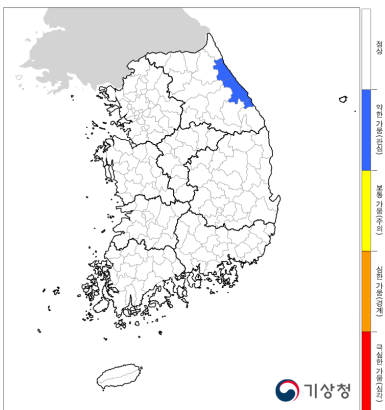 정상
약한 가뭄(관심)
보통 가뭄(주의)
심한 가뭄(경계)
극심한 가뭄(심각)
기상청